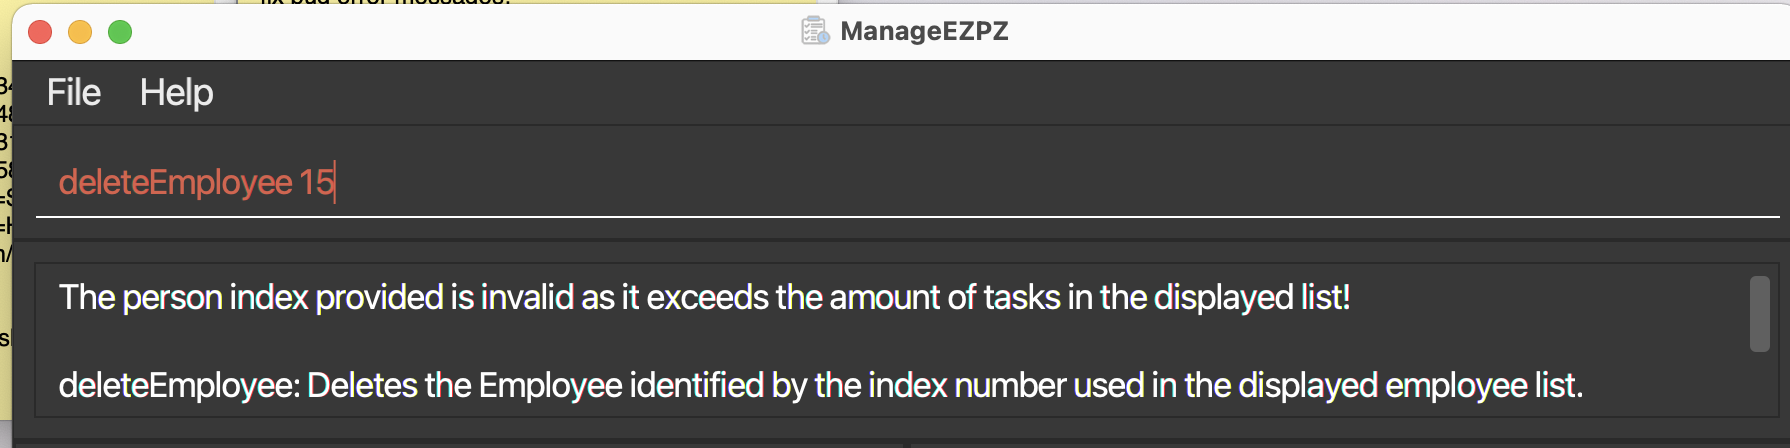 ManageEZPZ
File Help
deleteEmployee 15
The person index provided is invalid as it exceeds the amount of tasks in the displayed list!
deleteEmployee: Deletes the Employee identified by the index number used in the displayed employee list.